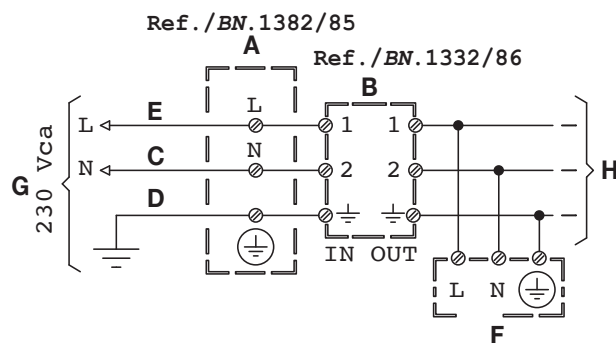 Ref./BN.1382/85
A
Ref./BN.1332/86
B
L
E
L
1
1
N
C
N
2
2
H
G
230 Vca
D
IN OUT
L
N
F